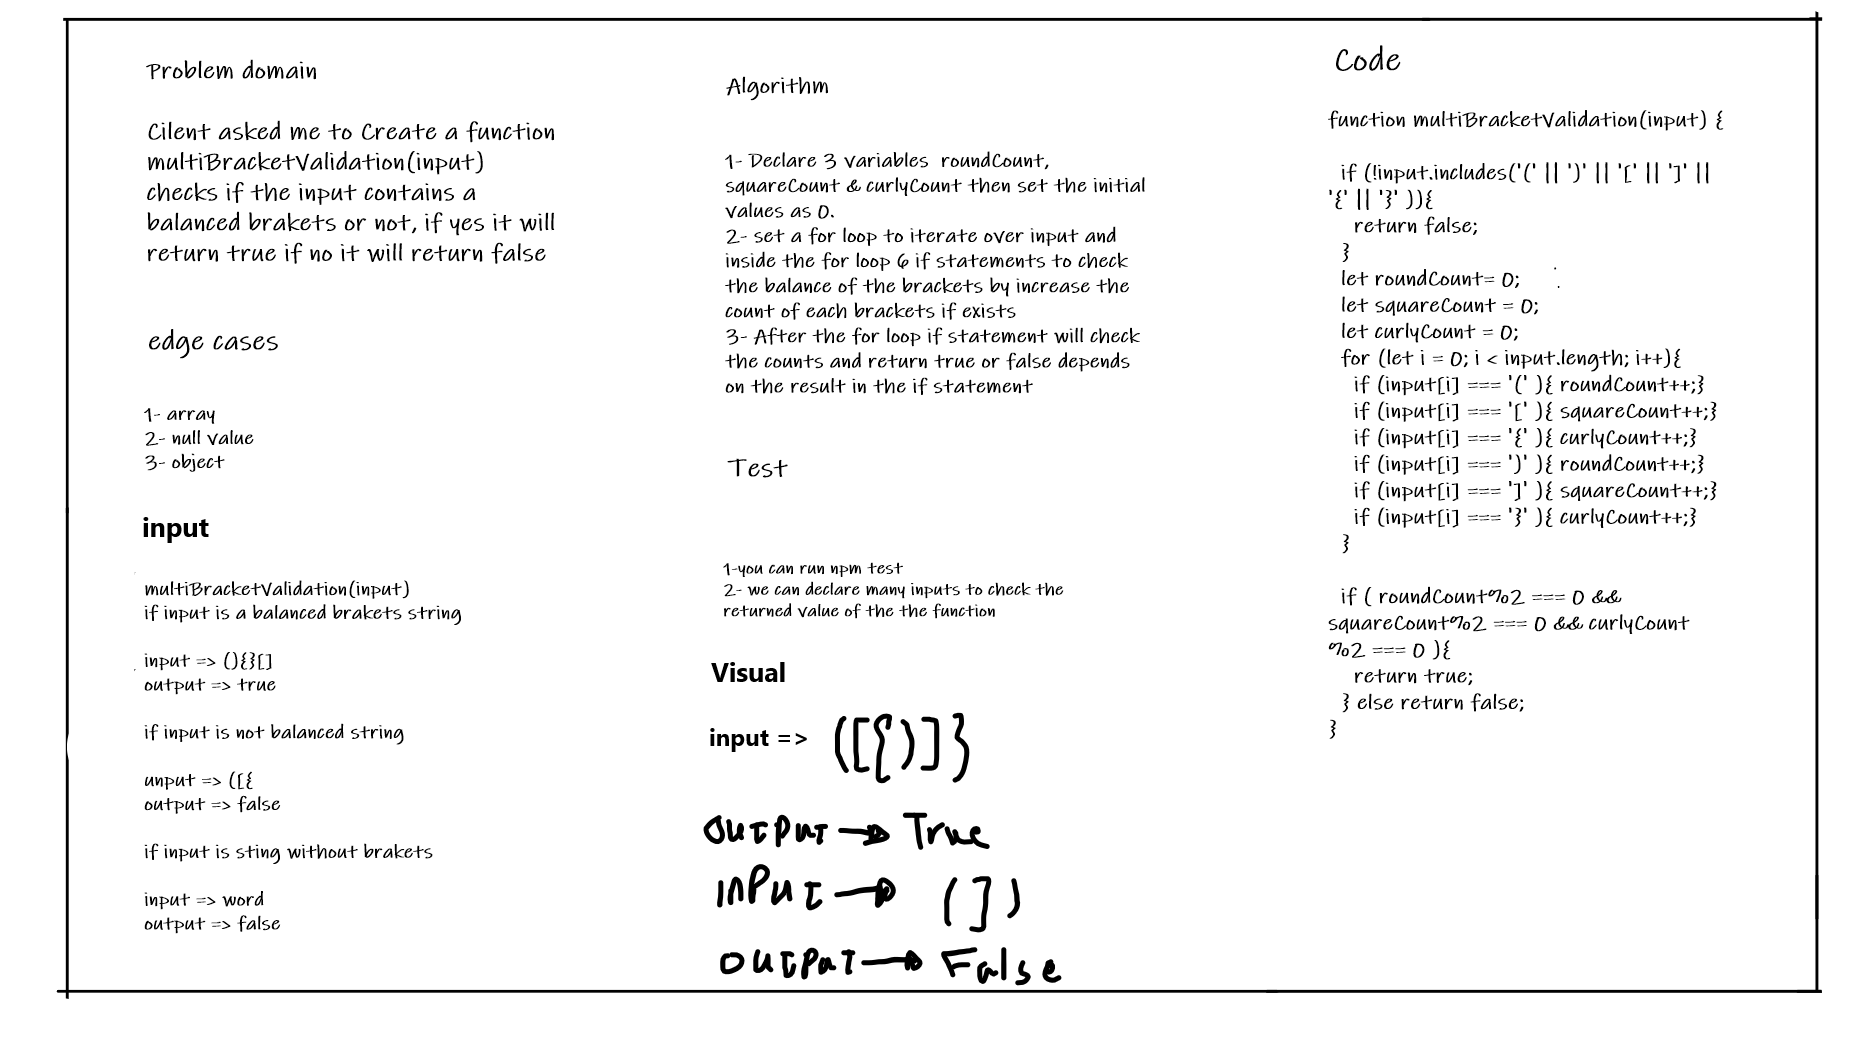 Problem domain
Cilent asked me to Create a function
multiBracketValidation(input)
checks if the input contains a
balanced brakets or not, if yes it will
return true if no it will return false
edge cases
1- array
2- null value
3- object
input
multiBracketValidation(input)
if input is a balanced brakets string
input => (){}[]
output => true
if input is not balanced string
unput => ([{
output => false
if input is sting without brakets
input => word
output => false
Algorithm
1- Declare 3 variables roundCount,
squareCount & curlyCount then set the initial
values as 0.
2- set a for loop to iterate over input and
inside the for loop 6 if statements to check
the balance of the brackets by increase the
count of each brackets if exists
3- After the for loop if statement will check
the counts and return true or false depends
on the result in the if statement
Test
1-you can run npm test
2- we can declare many inputs to check the
returned value of the the function
Visual
input => ([{)]}
OUTPUT → True
INPUT → (])
OUTPUT → False
Code
function multiBracketValidation(input) {
if (!input.includes('(' || ')' || '[' || ']' ||
'{' || '}' )){
return false;
}
let roundCount= 0;
let squareCount = 0;
let curlyCount = 0;
for (let i = 0; i < input.length; i++){
if (input[i] === '(' ){ roundCount++;}
if (input[i] === '[' ){ squareCount++;}
if (input[i] === '{' ){ curlyCount++;}
if (input[i] === ')' ){ roundCount++;}
if (input[i] === ']' ){ squareCount++;}
if (input[i] === '}' ){ curlyCount++;}
}
if ( roundCount%2 === 0 &&
squareCount%2 === 0 && curlyCount
%2 === 0 ){
return true;
} else return false;
}